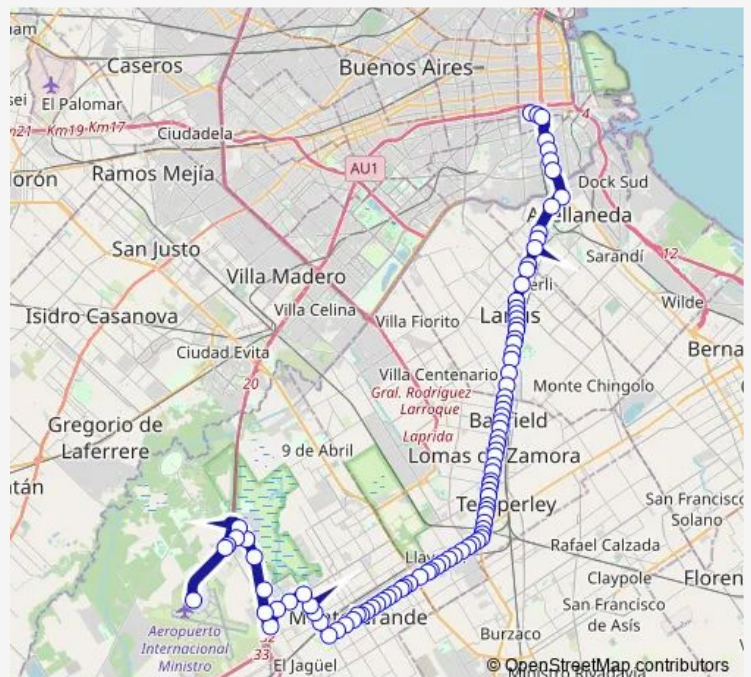 Caseros
Buenos Aires
El Palomar
Km19
Km17
Ciudadela
4
AU1
Ramos Mejía
Dock Sud
San Justo
Sarandí
12
Villa Madero
Wilde
Isidro Casanova
Villa Celina
Villa Fiorito
Ciudad Evita
20
Villa Centenario
Monte Chingolo
Gral. Rodríguez
Larroque
Gregorio de
Laferrere
Laprida
9 de Abril
Lomas de Zamora
San Francisco
Solano
Rafael Calzada
Claypole
San Francisco
de Asís
Burzaco
Aeropuerto
Internacional
Ministro
33
El Jagüel
© OpenStreetMap contributors